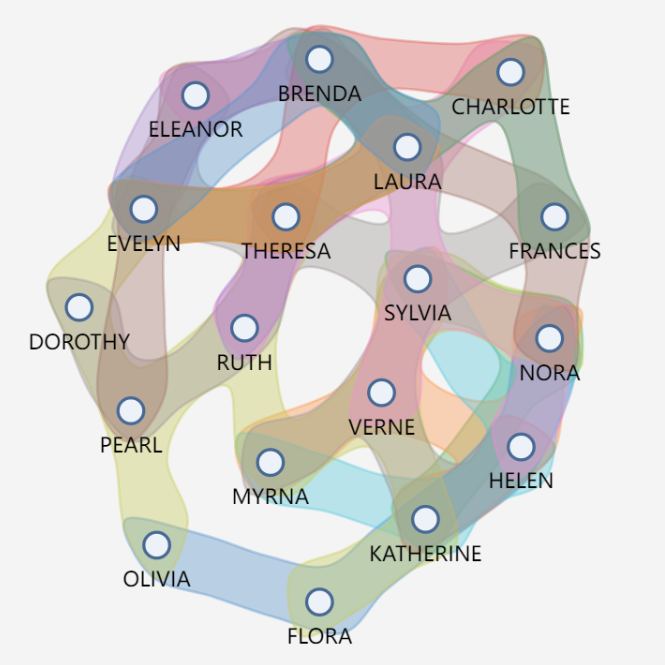 BRENDA
CHARLOTTE
ELEANOR
LAURA
EVELYN
THERESA
FRANCES
SYLVIA
DOROTHY
RUTH
NORA
VERNE
PEARL
HELEN
MYRNA
KATHERINE
OLIVIA
FLORA